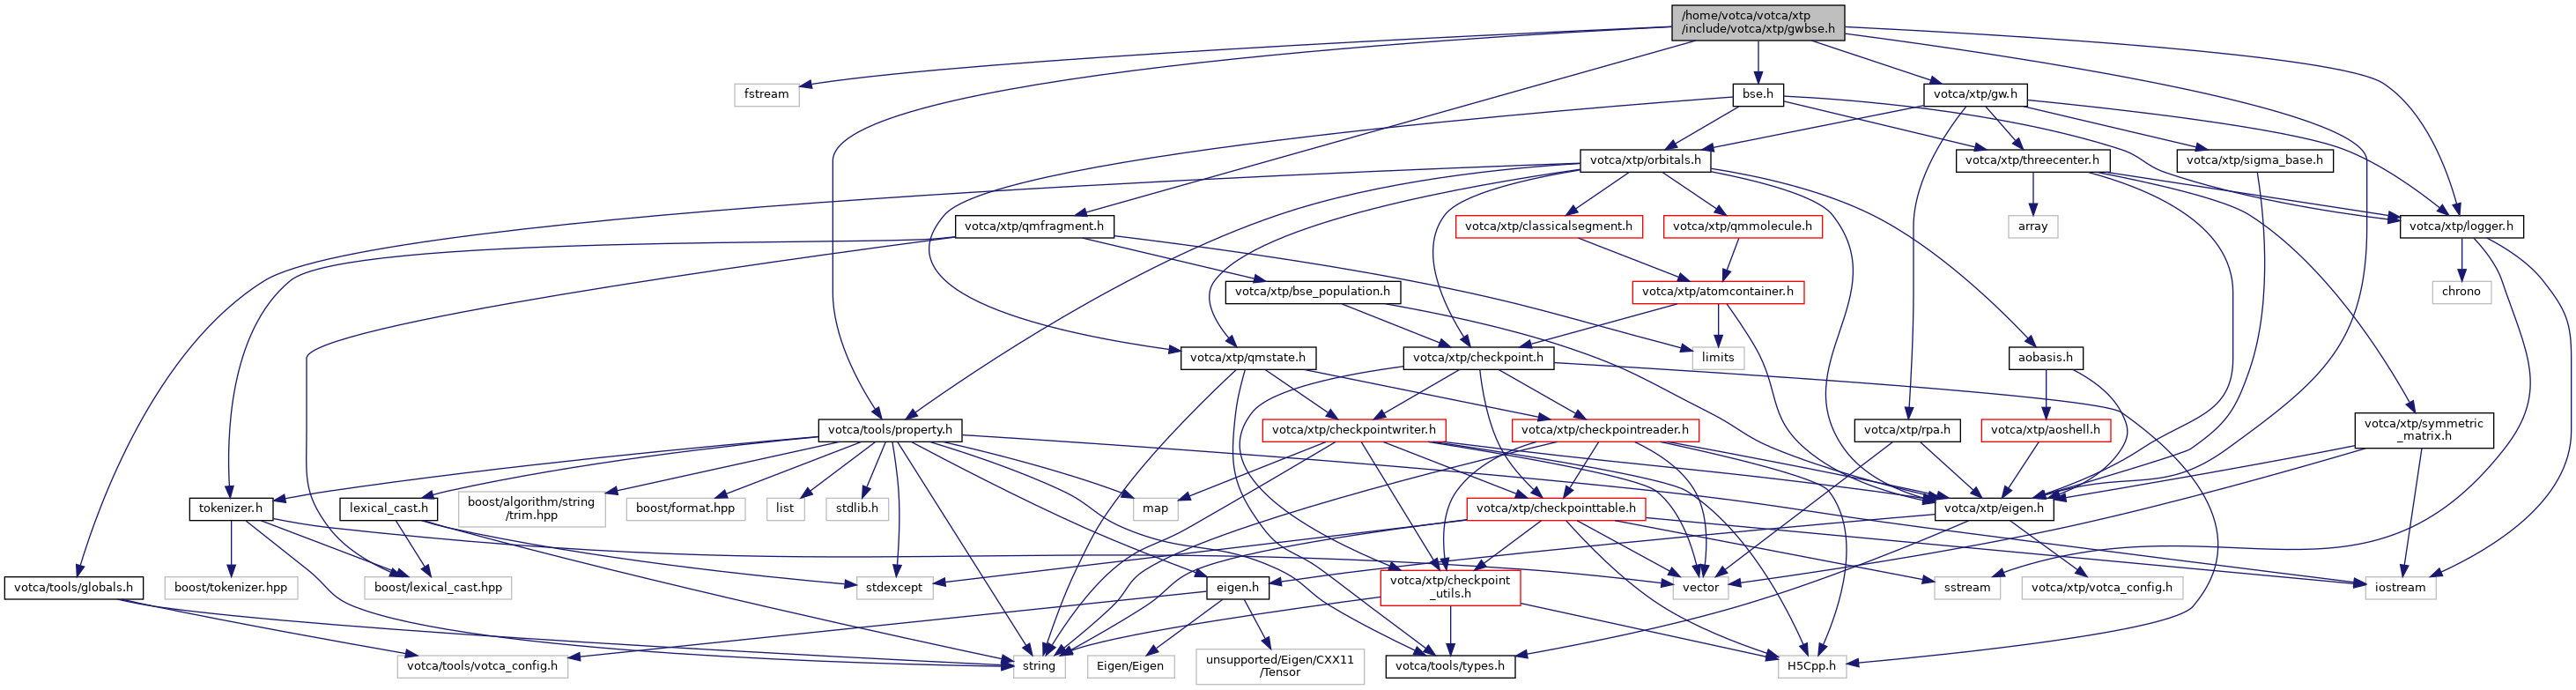 /home/votca/votca/xtp
/include/votca/xtp/gwbse.h
fstream
bse.h
votca/xtp/gw.h
votca/xtp/orbitals.h
votca/xtp/threecenter.h
votca/xtp/sigma_base.h
votca/xtp/qmfragment.h
votca/xtp/classicalsegment.h
votca/xtp/qmmolecule.h
array
votca/xtp/logger.h
votca/xtp/bse_population.h
votca/xtp/atomcontainer.h
chrono
votca/xtp/qmstate.h
votca/xtp/checkpoint.h
limits
aobasis.h
votca/tools/property.h
votca/xtp/checkpointwriter.h
votca/xtp/checkpointreader.h
votca/xtp/rpa.h
votca/xtp/aoshell.h
votca/xtp/symmetric
_matrix.h
tokenizer.h
lexical_cast.h
boost/algorithm/string
/trim.hpp
boost/format.hpp
list
stdlib.h
map
votca/xtp/checkpointtable.h
votca/xtp/eigen.h
votca/tools/globals.h
boost/tokenizer.hpp
boost/lexical_cast.hpp
stdexcept
eigen.h
votca/xtp/checkpoint
_utils.h
vector
sstream
votca/xtp/votca_config.h
iostream
votca/tools/votca_config.h
string
Eigen/Eigen
unsupported/Eigen/CXX11
/Tensor
votca/tools/types.h
H5Cpp.h